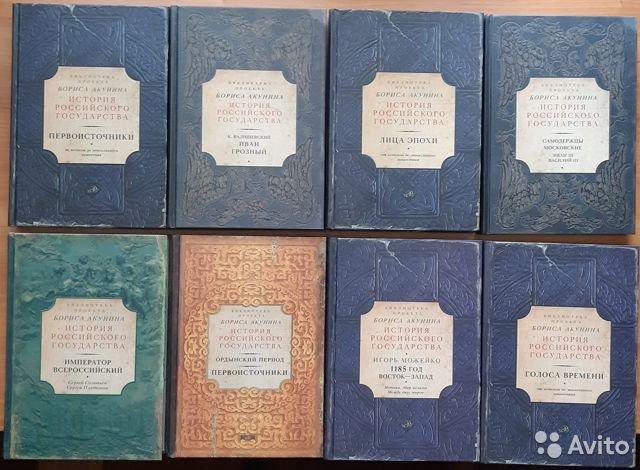 БИБЛИОТЕКА
ПРОЕКТА
БОРИСА АКУНИНА
ИСТОРИЯ
РОССИЙСКОГО
ГОСУДАРСТВА
ПЕРВОИСТОЧНИКИ
БИБЛИОТЕКА
ПРОЕКТА
БОРИСА АКУНИНА
ИСТОРИЯ
РОССИЙСКОГО
ГОСУДАРСТВА
К. ВАЛИШЕВСКИЙ
ИВАН
ГРОЗНЫЙ
БИБЛИОТЕКА
ПРОЕКТА
БОРИСА АКУНИНА
ИСТОРИЯ
РОССИЙСКОГО
ГОСУДАРСТВА
ЛИЦА ЭПОХИ
БИБЛИОТЕКА
ПРОЕКТА
БОРИСА АКУНИНА
ИСТОРИЯ
РОССИЙСКОГО
ГОСУДАРСТВА
САМОДЕРЖЦЫ
МОСКОВСКИЕ
ИВАН III
ВАСИЛИЙ III
БИБЛИОТЕКА
ПРОЕКТА
БОРИСА АКУНИНА
ИСТОРИЯ
РОССИЙСКОГО
ГОСУДАРСТВА
ИМПЕРАТОР
ВСЕРОССИЙСКИЙ
Сергей Соловьев
Сергей Платонов
БИБЛИОТЕКА
ПРОЕКТА
БОРИСА АКУНИНА
ИСТОРИЯ
РОССИЙСКОГО
ГОСУДАРСТВА
ОРДЫНСКИЙ ПЕРИОД
ПЕРВОИСТОЧНИКИ
БИБЛИОТЕКА
ПРОЕКТА
БОРИСА АКУНИНА
ИСТОРИЯ
РОССИЙСКОГО
ГОСУДАРСТВА
ИГОРЬ МОЖЕЙКО
1185 ГОД
ВОСТОК—ЗАПАД
БИБЛИОТЕКА
ПРОЕКТА
БОРИСА АКУНИНА
ИСТОРИЯ
РОССИЙСКОГО
ГОСУДАРСТВА
ГОЛОСА ВРЕМЕНИ
Avito